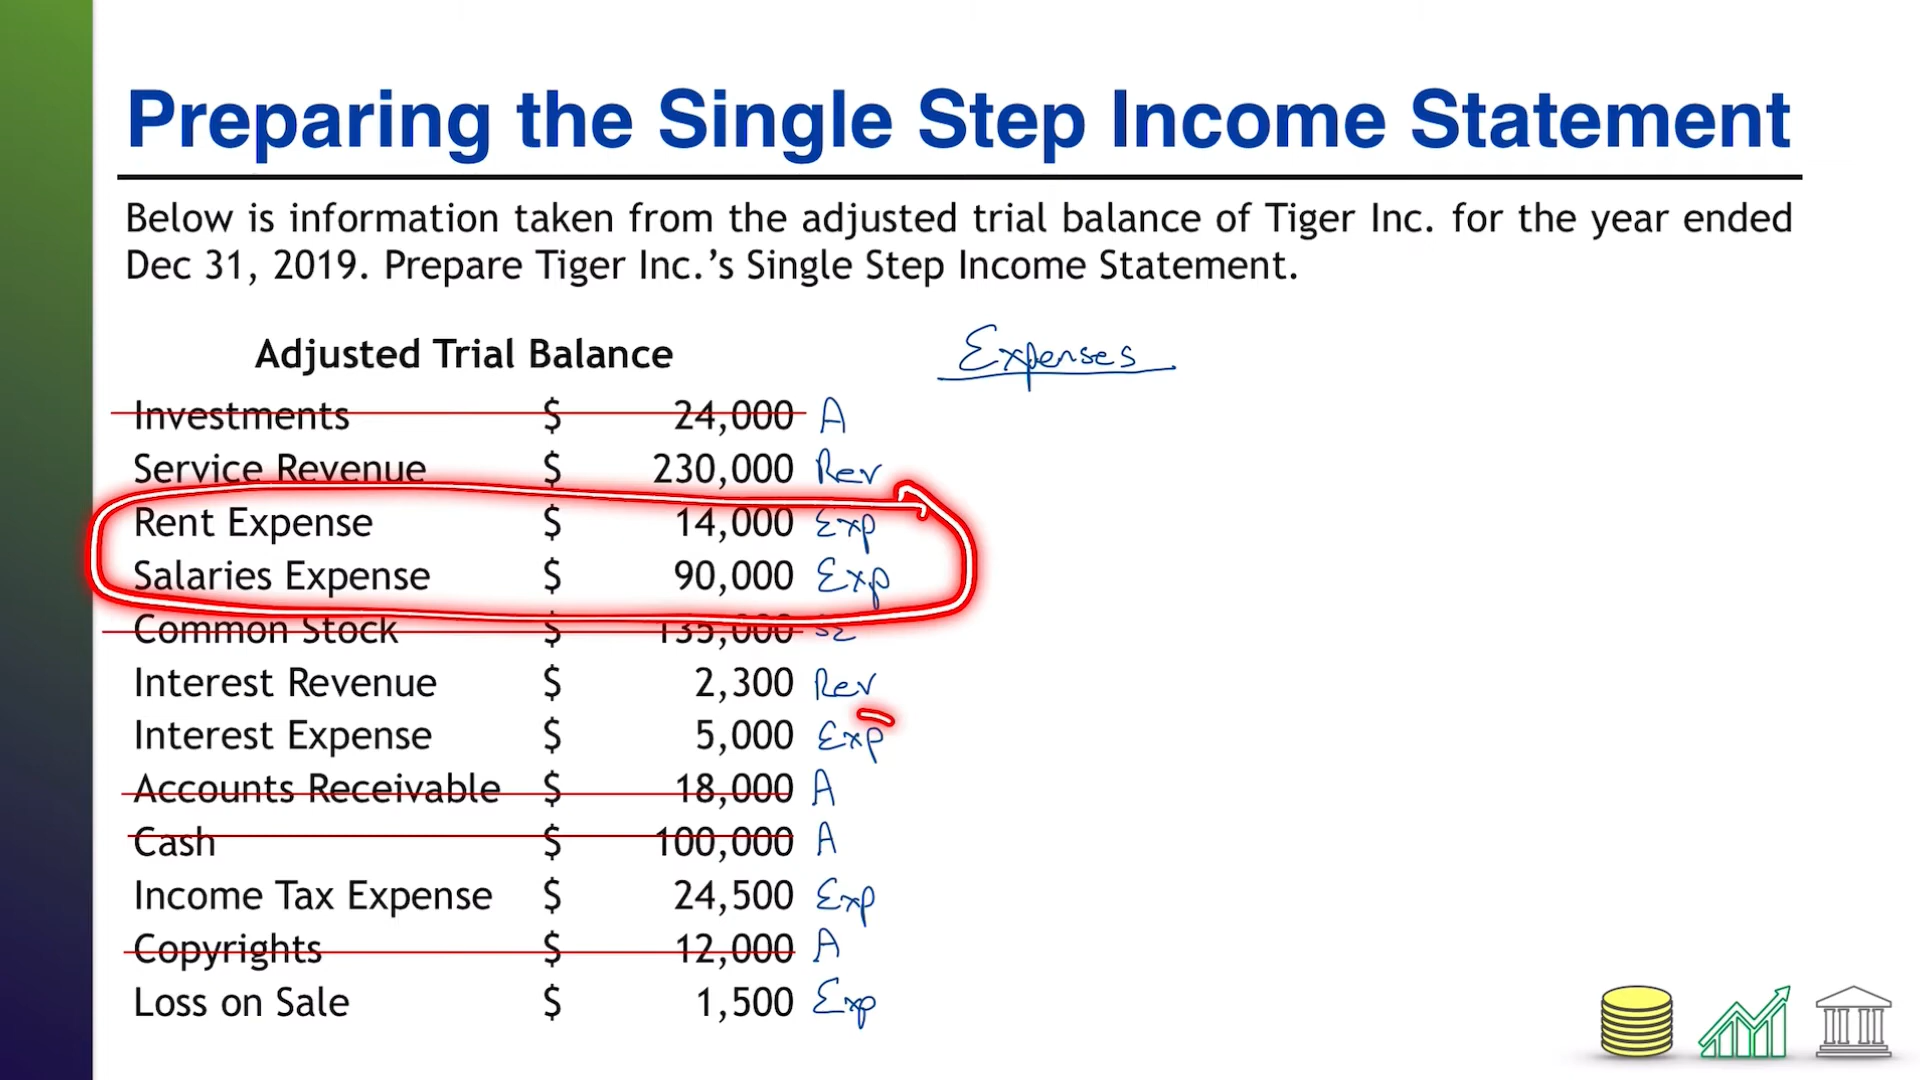 Preparing the Single Step Income Statement
Below is information taken from the adjusted trial balance of Tiger Inc. for the year ended
Dec 31, 2019. Prepare Tiger Inc.’s Single Step Income Statement.
Adjusted Trial Balance
Expenses
Investments $ 24,000 A
Service Revenue $ 230,000 Rev
Rent Expense $ 14,000 Exp
Salaries Expense $ 90,000 Exp
Common Stock $ 135,000 SE
Interest Revenue $ 2,300 Rev
Interest Expense $ 5,000 Exp
Accounts Receivable $ 18,000 A
Cash $ 100,000 A
Income Tax Expense $ 24,500 Exp
Copyrights $ 12,000 A
Loss on Sale $ 1,500 Exp